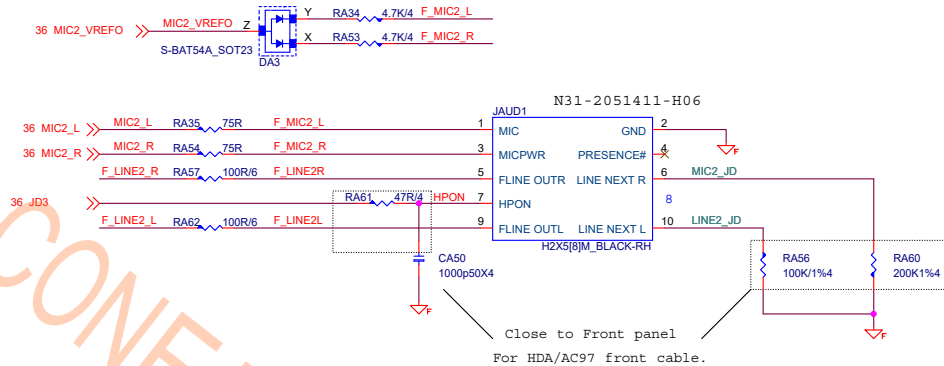 36 MIC2_VREFO MIC2_VREFO Z Y RA34 4.7K/4 F_MIC2_L
X RA53 4.7K/4 F_MIC2_R
S-BAT54A_SOT23
DA3
N31-2051411-H06
JAUD1
36 MIC2_L MIC2_L RA35 75R F_MIC2_L 1 MIC GND 2
F
36 MIC2_R MIC2_R RA54 75R F_MIC2_R 3 MICPWR PRESENCE# 4
F_LINE2_R RA57 100R/6 F_LINE2R 5 FLINE OUTR LINE NEXT R 6 MIC2_JD
36 JD3 RA61 47R/4 HPON 7 HPON 8
F_LINE2_L RA62 100R/6 F_LINE2L 9 FLINE OUTL LINE NEXT L 10 LINE2_JD
H2X5[8]M_BLACK-RH
CA50
1000p50X4
F
RA56
100K/1%4
RA60
200K1%4
F
Close to Front panel
For HDA/AC97 front cable.
CONF